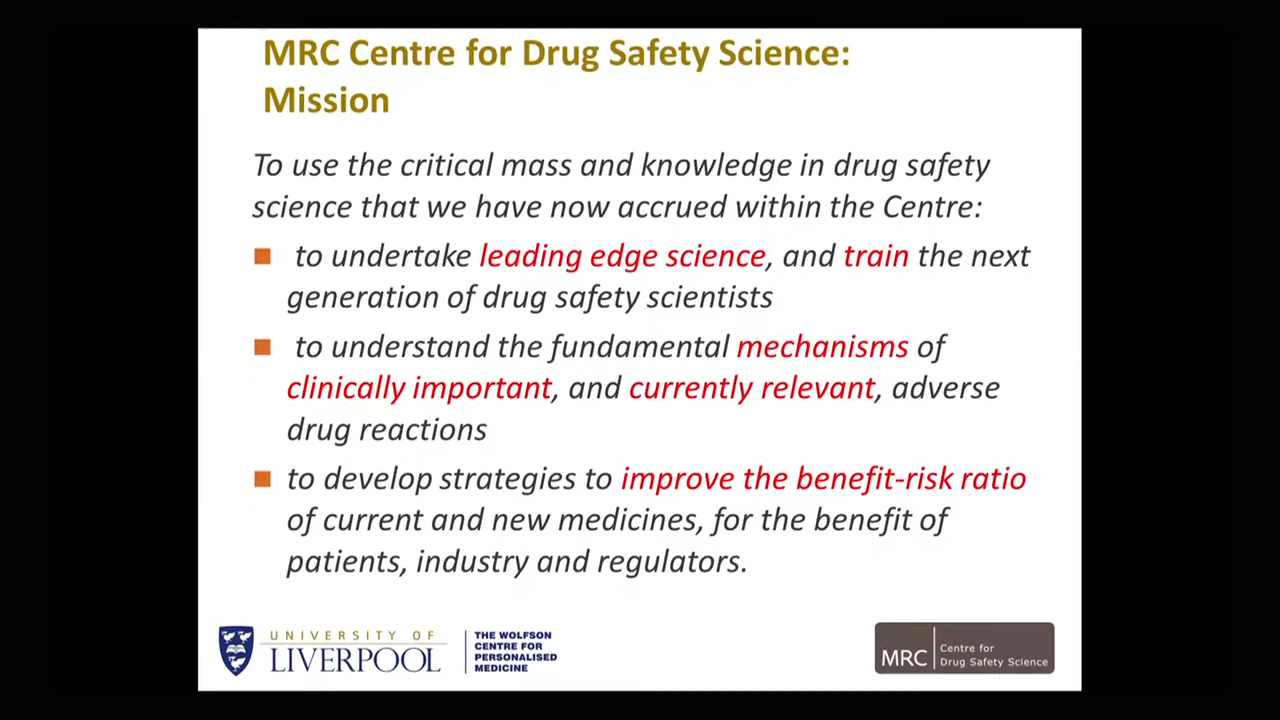 MRC Centre for Drug Safety Science:
Mission
To use the critical mass and knowledge in drug safety
science that we have now accrued within the Centre:
to undertake leading edge science, and train the next
generation of drug safety scientists
to understand the fundamental mechanisms of
clinically important, and currently relevant, adverse
drug reactions
to develop strategies to improve the benefit-risk ratio
of current and new medicines, for the benefit of
patients, industry and regulators.
UNIVERSITY OF
LIVERPOOL
THE WOLFSON
CENTRE FOR
PERSONALISED
MEDICINE
MRC
Centre for
Drug Safety Science